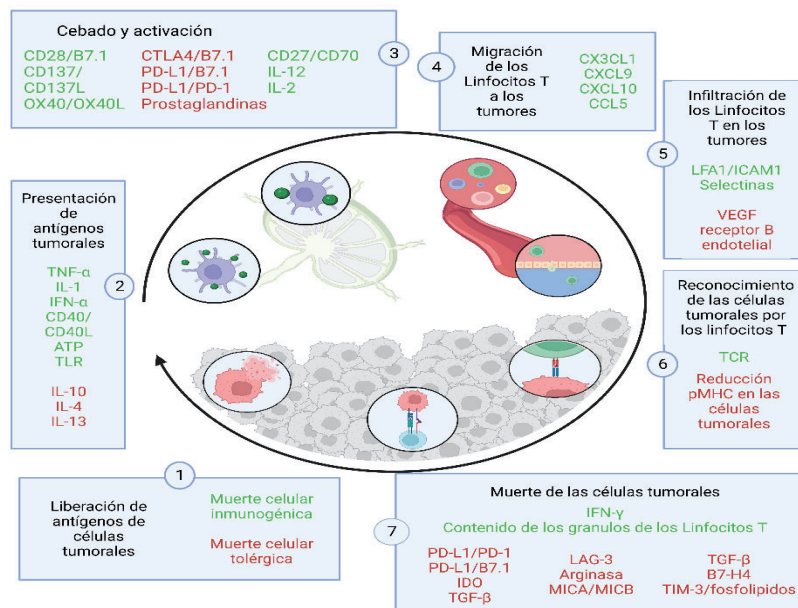 Cebado y activación
CD28/B7.1 CTLA4/B7.1 CD27/CD70
CD137/ PD-L1/B7.1 IL-12
CD137L PD-L1/PD-1 IL-2
OX40/OX40L Prostaglandinas
3
4
Migración
de los
Linfocitos T
a los
tumores
CX3CL1
CXCL9
CXCL10
CCL5
Infiltración
de los Linfocitos
T en los
tumores
5
LFA1/ICAM1
Selectinas
VEGF
receptor B
endotelial
Presentación
de
antígenos
tumorales
2
TNF-α
IL-1
IFN-α
CD40/
CD40L
ATP
TLR
IL-10
IL-4
IL-13
Reconocimiento
de las células
tumorales por
los linfocitos T
6
TCR
Reducción
pMHC en las
células
tumorales
1
Liberación de
antígenos de
células
tumorales
Muerte celular
inmunogénica
Muerte celular
tolérgica
7
Muerte de las células tumorales
IFN-γ
Contenido de los granulos de los Linfocitos T
PD-L1/PD-1 LAG-3 TGF-β
PD-L1/B7.1 Arginasa B7-H4
IDO MICA/MICB TIM-3/fosfolipidos
TGF-β